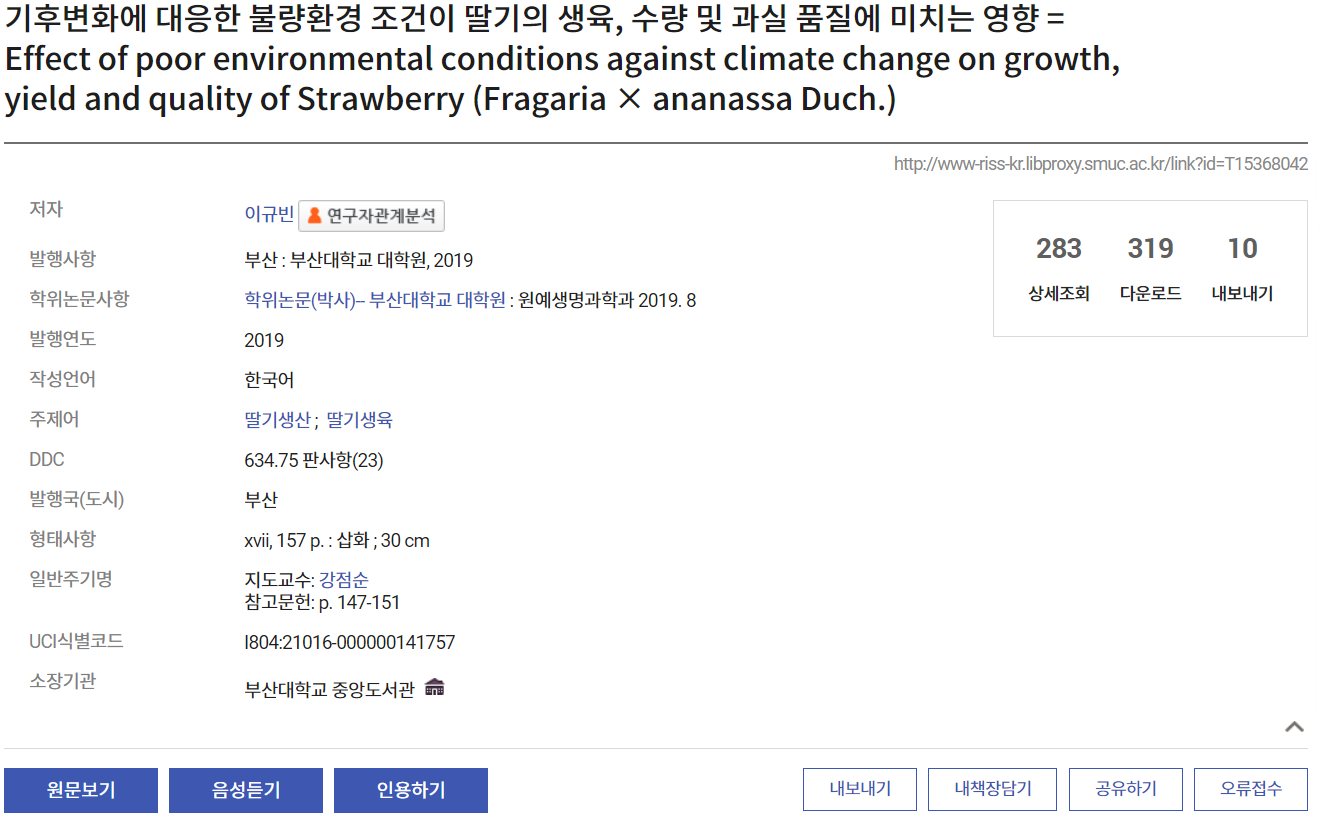 기후변화에 대응한 불량환경 조건이 딸기의 생육, 수량 및 과실 품질에 미치는 영향 =
Effect of poor environmental conditions against climate change on growth,
yield and quality of Strawberry (Fragaria × ananassa Duch.)
http://www-riss-kr.libproxy.smuc.ac.kr/link?id=T15368042
저자 이규빈 연구자관계분석
발행사항 부산 : 부산대학교 대학원, 2019
학위논문사항 학위논문(박사)-- 부산대학교 대학원 : 원예생명과학과 2019. 8
발행연도 2019
작성언어 한국어
주제어 딸기생산 ; 딸기생육
DDC 634.75 판사항(23)
발행국(도시) 부산
형태사항 xvii, 157 p. : 삽화 ; 30 cm
일반주기명 지도교수: 강점순
참고문헌: p. 147-151
UCI식별코드 I804:21016-000000141757
소장기관 부산대학교 중앙도서관
283 319 10
상세조회 다운로드 내보내기
원문보기 음성듣기 인용하기 내보내기 내책장담기 공유하기 오류접수